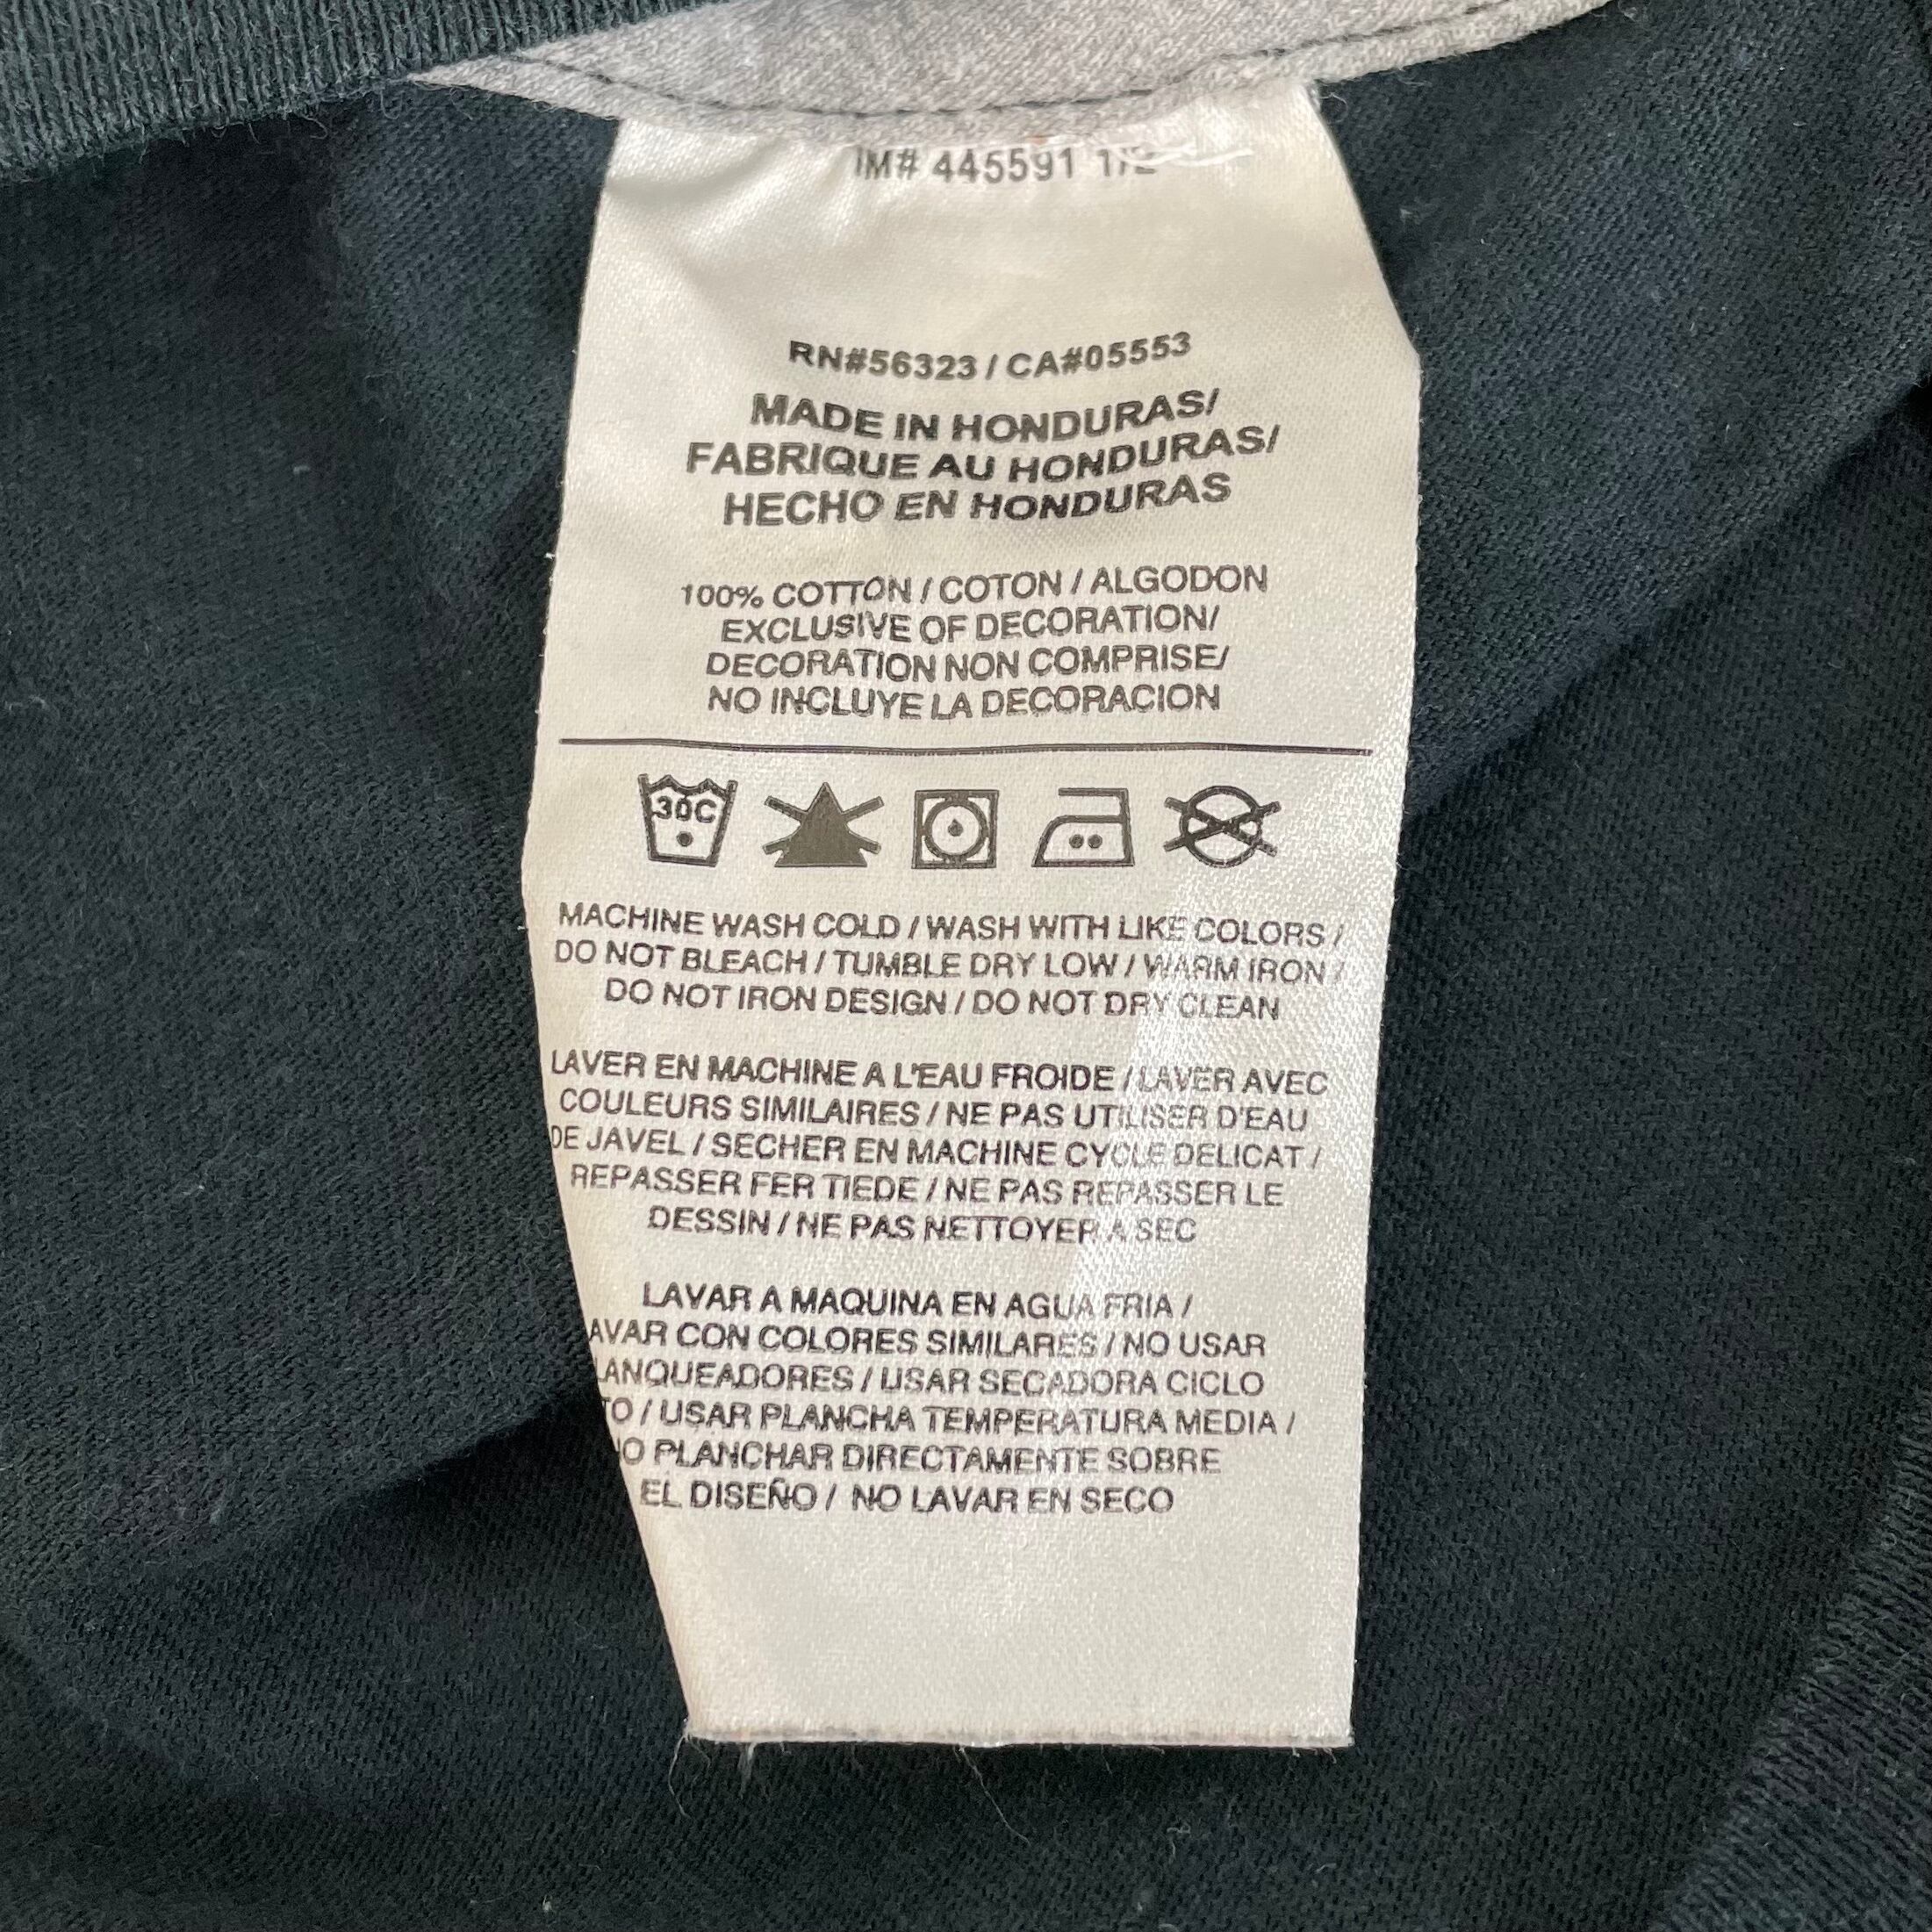 IM# 445591 1/2
RN#56323 / CA#05553
MADE IN HONDURAS/
FABRIQUE AU HONDURAS/
HECHO EN HONDURAS
100% COTTON / COTON / ALGODON
EXCLUSIVE OF DECORATION/
DECORATION NON COMPRISE/
NO INCLUYE LA DECORACION
30C
MACHINE WASH COLD / WASH WITH LIKE COLORS /
DO NOT BLEACH / TUMBLE DRY LOW / WARM IRON /
DO NOT IRON DESIGN / DO NOT DRY CLEAN
LAVER EN MACHINE A L'EAU FROIDE / LAVER AVEC
COULEURS SIMILAIRES / NE PAS UTILISER D'EAU
DE JAVEL / SECHER EN MACHINE CYCLE DELICAT /
REPASSER FER TIEDE / NE PAS REPASSER LE
DESSIN / NE PAS NETTOYER A SEC
LAVAR A MAQUINA EN AGUA FRIA /
AVAR CON COLORES SIMILARES / NO USAR
LANQUEADORES / USAR SECADORA CICLO
TO / USAR PLANCHA TEMPERATURA MEDIA /
NO PLANCHAR DIRECTAMENTE SOBRE
EL DISEÑO / NO LAVAR EN SECO